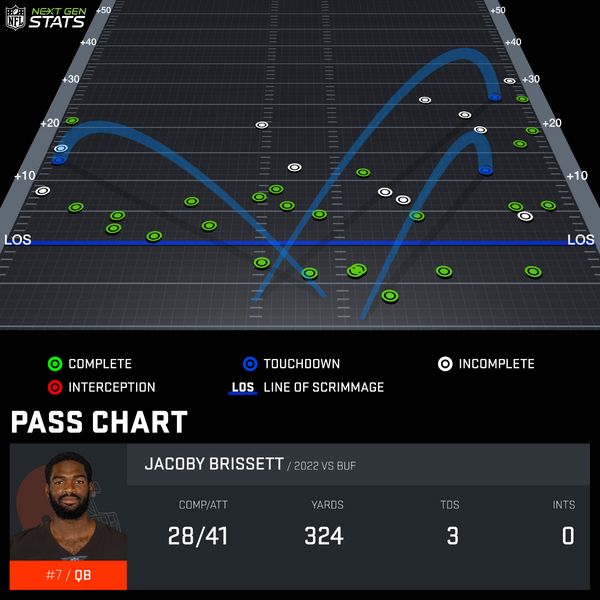 NFL
NEXT GEN
STATS
+50 +50
+40 +40
+30 +30
+20 +20
+10 +10
LOS LOS
COMPLETE TOUCHDOWN INCOMPLETE
INTERCEPTION LOS LINE OF SCRIMMAGE
PASS CHART
JACOBY BRISSETT / 2022 VS BUF
COMP/ATT YARDS TDS INTS
28/41 324 3 0
#7 / QB